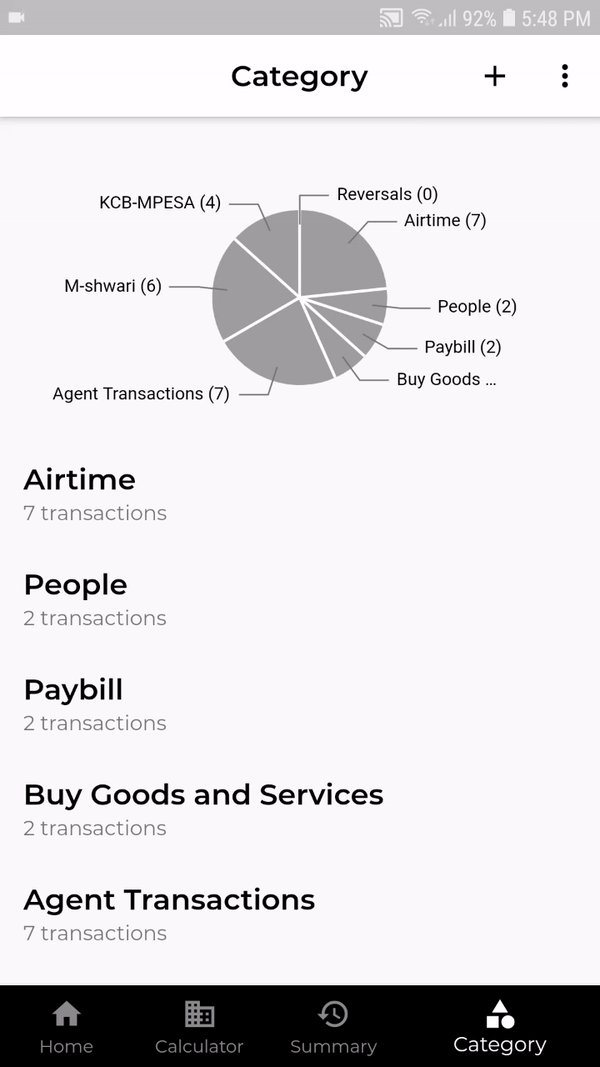 92% 5:48 PM
Category
Reversals (0)
KCB-MPESA (4)
Airtime (7)
M-shwari (6)
People (2)
Paybill (2)
Buy Goods ...
Agent Transactions (7)
Airtime
7 transactions
People
2 transactions
Paybill
2 transactions
Buy Goods and Services
2 transactions
Agent Transactions
7 transactions
Home Calculator Summary Category